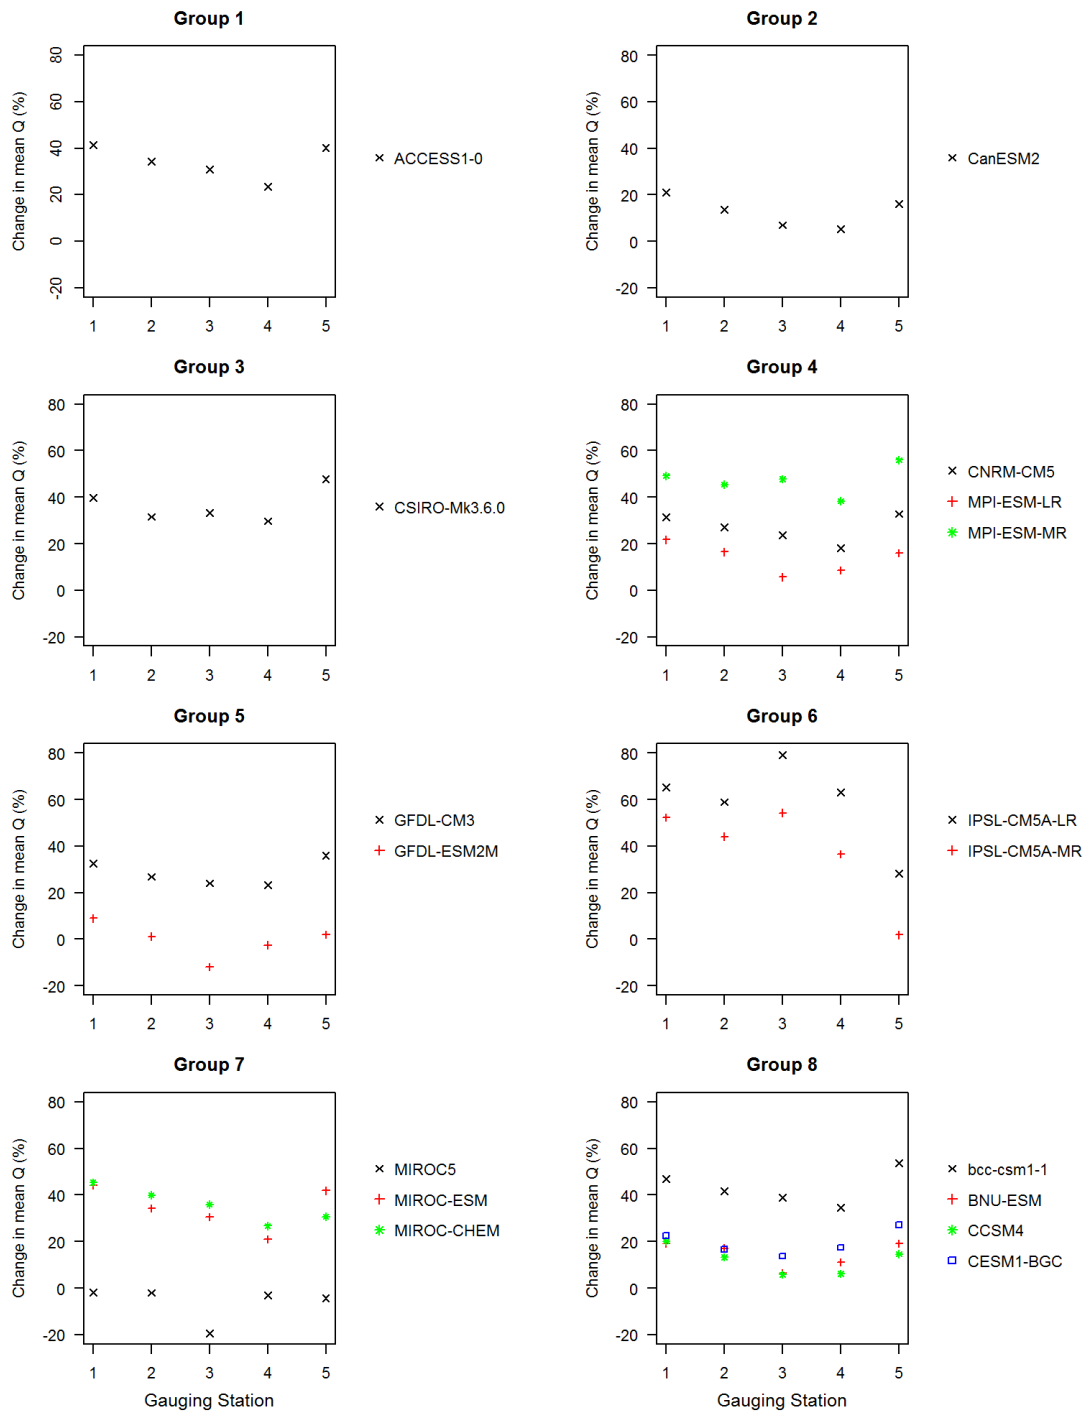 Group 1
Change in mean Q (%)
80
60
40
20
0
-20
1 2 3 4 5
ACCESS1-0
Group 2
Change in mean Q (%)
80
60
40
20
0
-20
1 2 3 4 5
CanESM2
Group 3
Change in mean Q (%)
80
60
40
20
0
-20
1 2 3 4 5
CSIRO-Mk3.6.0
Group 4
Change in mean Q (%)
80
60
40
20
0
-20
1 2 3 4 5
CNRM-CM5
MPI-ESM-LR
MPI-ESM-MR
Group 5
Change in mean Q (%)
80
60
40
20
0
-20
1 2 3 4 5
GFDL-CM3
GFDL-ESM2M
Group 6
Change in mean Q (%)
80
60
40
20
0
-20
1 2 3 4 5
IPSL-CM5A-LR
IPSL-CM5A-MR
Group 7
Change in mean Q (%)
80
60
40
20
0
-20
1 2 3 4 5
Gauging Station
MIROC5
MIROC-ESM
MIROC-CHEM
Group 8
Change in mean Q (%)
80
60
40
20
0
-20
1 2 3 4 5
Gauging Station
bcc-csm1-1
BNU-ESM
CCSM4
CESM1-BGC